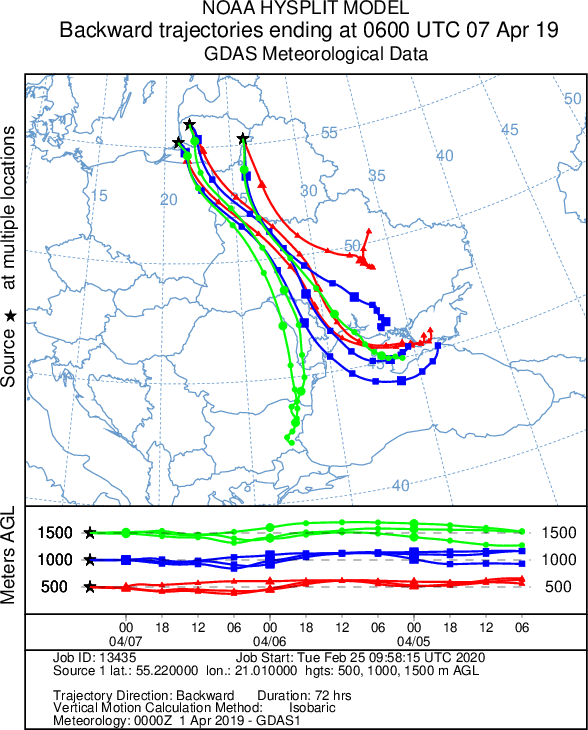 NOAA HYSPLIT MODEL
Backward trajectories ending at 0600 UTC 07 Apr 19
GDAS Meteorological Data
Source ★ at multiple locations
15
20
30
35
55
40
45
50
50
45
40
Meters AGL
1500
1000
500
1500
1000
500
00 18 12 06 00 18 12 06 00 18 12 06
04/07 04/06 04/05
Job ID: 13435 Job Start: Tue Feb 25 09:58:15 UTC 2020
Source 1 lat.: 55.220000 lon.: 21.010000 hgts: 500, 1000, 1500 m AGL
Trajectory Direction: Backward Duration: 72 hrs
Vertical Motion Calculation Method: Isobaric
Meteorology: 0000Z 1 Apr 2019 - GDAS1